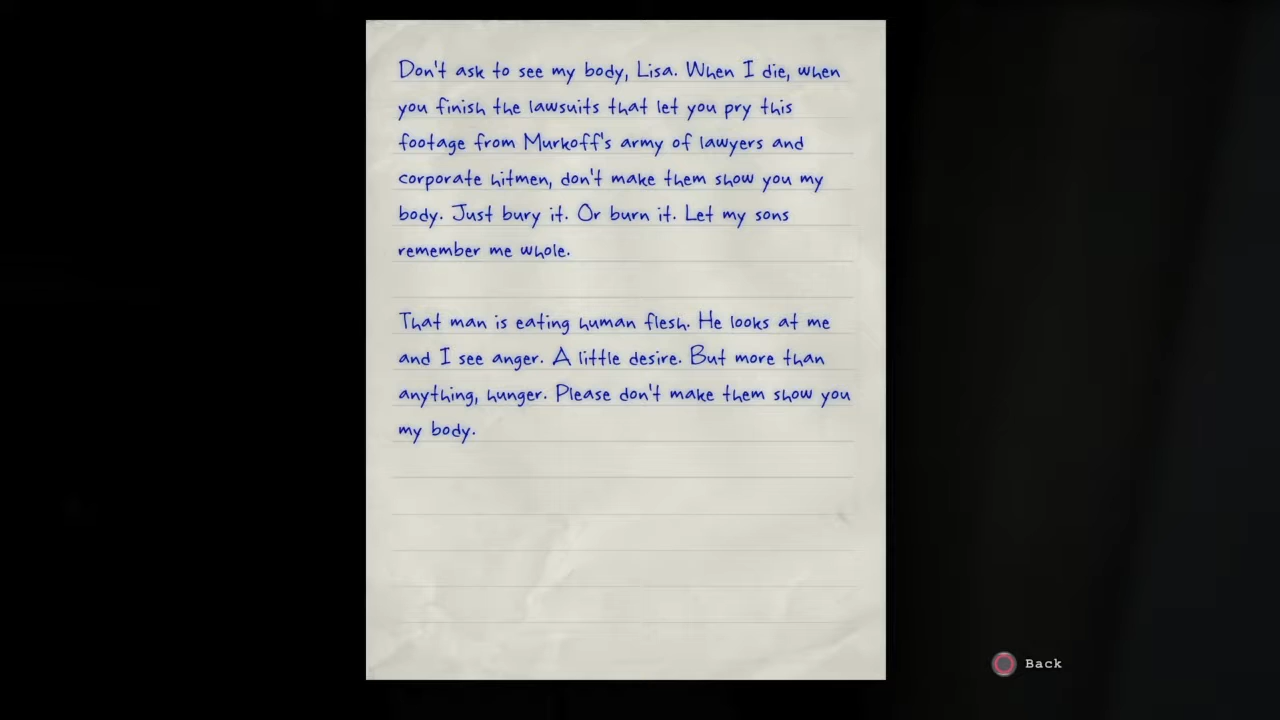 Don't ask to see my body, Lisa. When I die, when
you finish the lawsuits that let you pry this
footage from Murkoff's army of lawyers and
corporate hitmen, don't make them show you my
body. Just bury it. Or burn it. Let my sons
remember me whole.
That man is eating human flesh. He looks at me
and I see anger. A little desire. But more than
anything, hunger. Please don't make them show you
my body.
Back